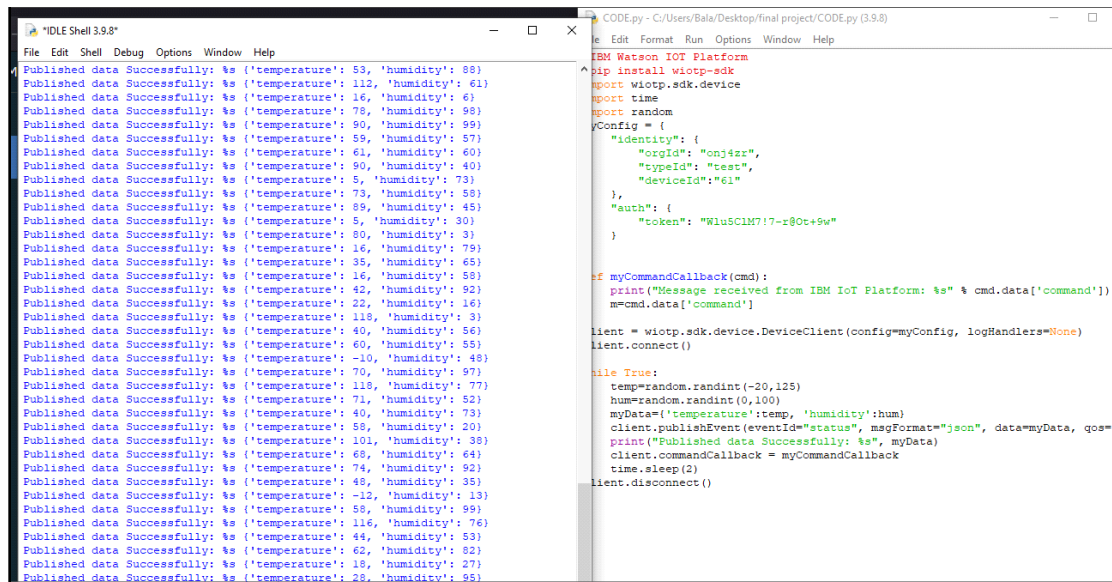 *IDLE Shell 3.9.8*
File Edit Shell Debug Options Window Help
Published data Successfully: %s {'temperature': 53, 'humidity': 88}
Published data Successfully: %s {'temperature': 112, 'humidity': 61}
Published data Successfully: %s {'temperature': 16, 'humidity': 6}
Published data Successfully: %s {'temperature': 78, 'humidity': 98}
Published data Successfully: %s {'temperature': 90, 'humidity': 99}
Published data Successfully: %s {'temperature': 59, 'humidity': 57}
Published data Successfully: %s {'temperature': 61, 'humidity': 60}
Published data Successfully: %s {'temperature': 90, 'humidity': 40}
Published data Successfully: %s {'temperature': 5, 'humidity': 73}
Published data Successfully: %s {'temperature': 73, 'humidity': 58}
Published data Successfully: %s {'temperature': 89, 'humidity': 45}
Published data Successfully: %s {'temperature': 5, 'humidity': 30}
Published data Successfully: %s {'temperature': 80, 'humidity': 3}
Published data Successfully: %s {'temperature': 16, 'humidity': 79}
Published data Successfully: %s {'temperature': 35, 'humidity': 65}
Published data Successfully: %s {'temperature': 16, 'humidity': 58}
Published data Successfully: %s {'temperature': 42, 'humidity': 92}
Published data Successfully: %s {'temperature': 22, 'humidity': 16}
Published data Successfully: %s {'temperature': 118, 'humidity': 3}
Published data Successfully: %s {'temperature': 40, 'humidity': 56}
Published data Successfully: %s {'temperature': 60, 'humidity': 55}
Published data Successfully: %s {'temperature': -10, 'humidity': 48}
Published data Successfully: %s {'temperature': 70, 'humidity': 97}
Published data Successfully: %s {'temperature': 118, 'humidity': 77}
Published data Successfully: %s {'temperature': 71, 'humidity': 52}
Published data Successfully: %s {'temperature': 40, 'humidity': 73}
Published data Successfully: %s {'temperature': 58, 'humidity': 20}
Published data Successfully: %s {'temperature': 101, 'humidity': 38}
Published data Successfully: %s {'temperature': 68, 'humidity': 64}
Published data Successfully: %s {'temperature': 74, 'humidity': 92}
Published data Successfully: %s {'temperature': 48, 'humidity': 35}
Published data Successfully: %s {'temperature': -12, 'humidity': 13}
Published data Successfully: %s {'temperature': 58, 'humidity': 99}
Published data Successfully: %s {'temperature': 116, 'humidity': 76}
Published data Successfully: %s {'temperature': 44, 'humidity': 53}
Published data Successfully: %s {'temperature': 62, 'humidity': 82}
Published data Successfully: %s {'temperature': 18, 'humidity': 27}
Published data Successfully: %s {'temperature': 28, 'humidity': 95}
CODE.py - C:/Users/Bala/Desktop/final project/CODE.py (3.9.8)
le Edit Format Run Options Window Help
IBM Watson IOT Platform
pip install wiotp-sdk
mport wiotp.sdk.device
mport time
mport random
yConfig = {
"identity": {
"orgId": "onj4zr",
"typeId": "test",
"deviceId":"61"
},
"auth": {
"token": "Wlu5ClM7!7-r@Ot+9w"
}
ef myCommandCallback(cmd):
print("Message received from IBM IoT Platform: %s" % cmd.data['command'])
m=cmd.data['command']
lient = wiotp.sdk.device.DeviceClient(config=myConfig, logHandlers=None)
lient.connect()
hile True:
temp=random.randint(-20,125)
hum=random.randint(0,100)
myData={'temperature':temp, 'humidity':hum}
client.publishEvent(eventId="status", msgFormat="json", data=myData, qos=
print("Published data Successfully: %s", myData)
client.commandCallback = myCommandCallback
time.sleep(2)
lient.disconnect()